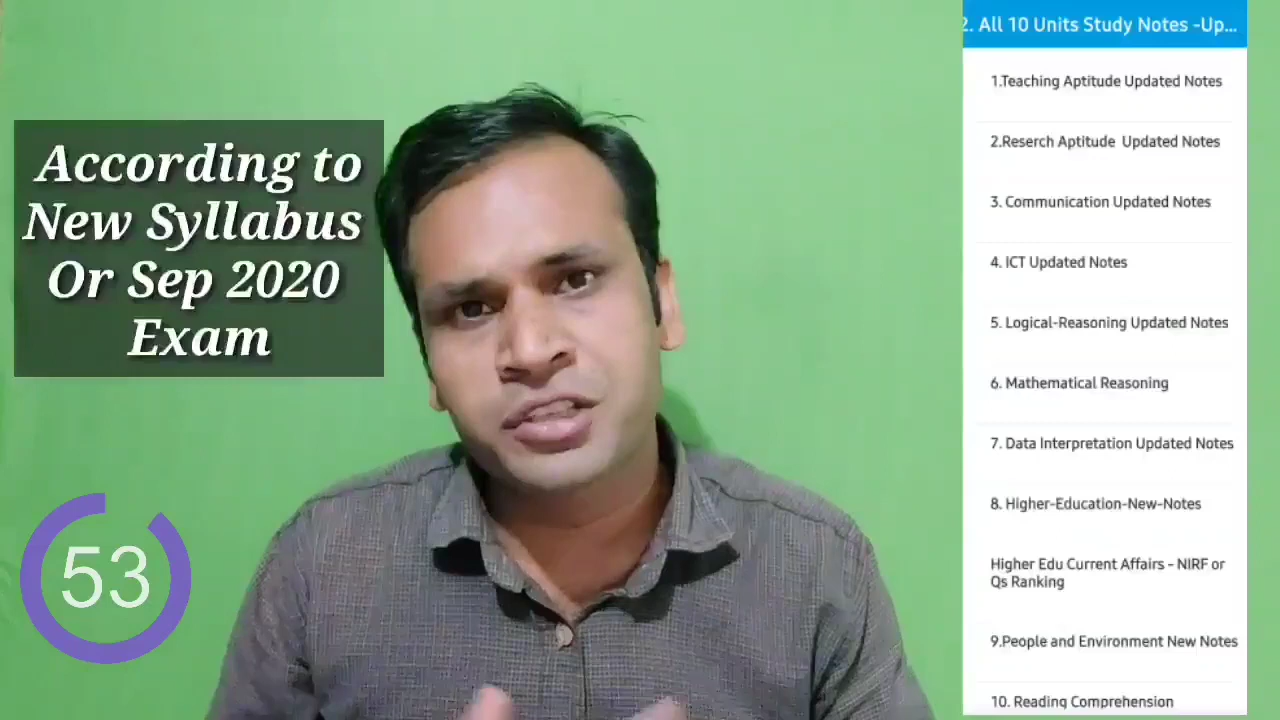 According to
New Syllabus
Or Sep 2020
Exam
53
2. All 10 Units Study Notes -Up...
1.Teaching Aptitude Updated Notes
2.Reserch Aptitude Updated Notes
3. Communication Updated Notes
4. ICT Updated Notes
5. Logical-Reasoning Updated Notes
6. Mathematical Reasoning
7. Data Interpretation Updated Notes
8. Higher-Education-New-Notes
Higher Edu Current Affairs - NIRF or
Qs Ranking
9.People and Environment New Notes
10. Reading Comprehension